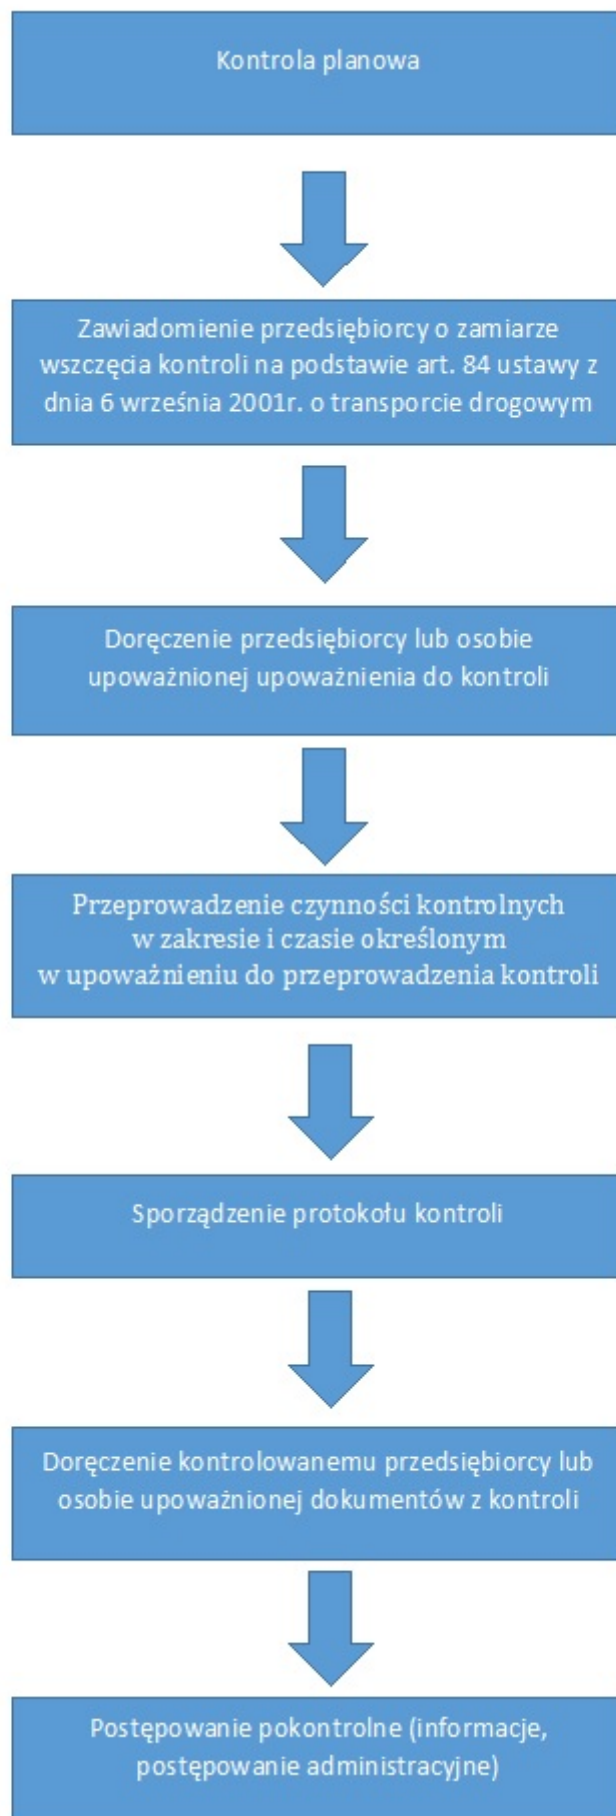 Kontrola planowa
Zawiadomienie przedsiębiorcy o zamiarze
wszczęcia kontroli na podstawie art. 84 ustawy z
dnia 6 września 2001r. o transporcie drogowym
Doręczenie przedsiębiorcy lub osobie
upoważnionej upoważnienia do kontroli
Przeprowadzenie czynności kontrolnych
w zakresie i czasie określonym
w upoważnieniu do przeprowadzenia kontroli
Sporządzenie protokołu kontroli
Doręczenie kontrolowanemu przedsiębiorcy lub
osobie upoważnionej dokumentów z kontroli
Postępowanie pokontrolne (informacje,
postępowanie administracyjne)